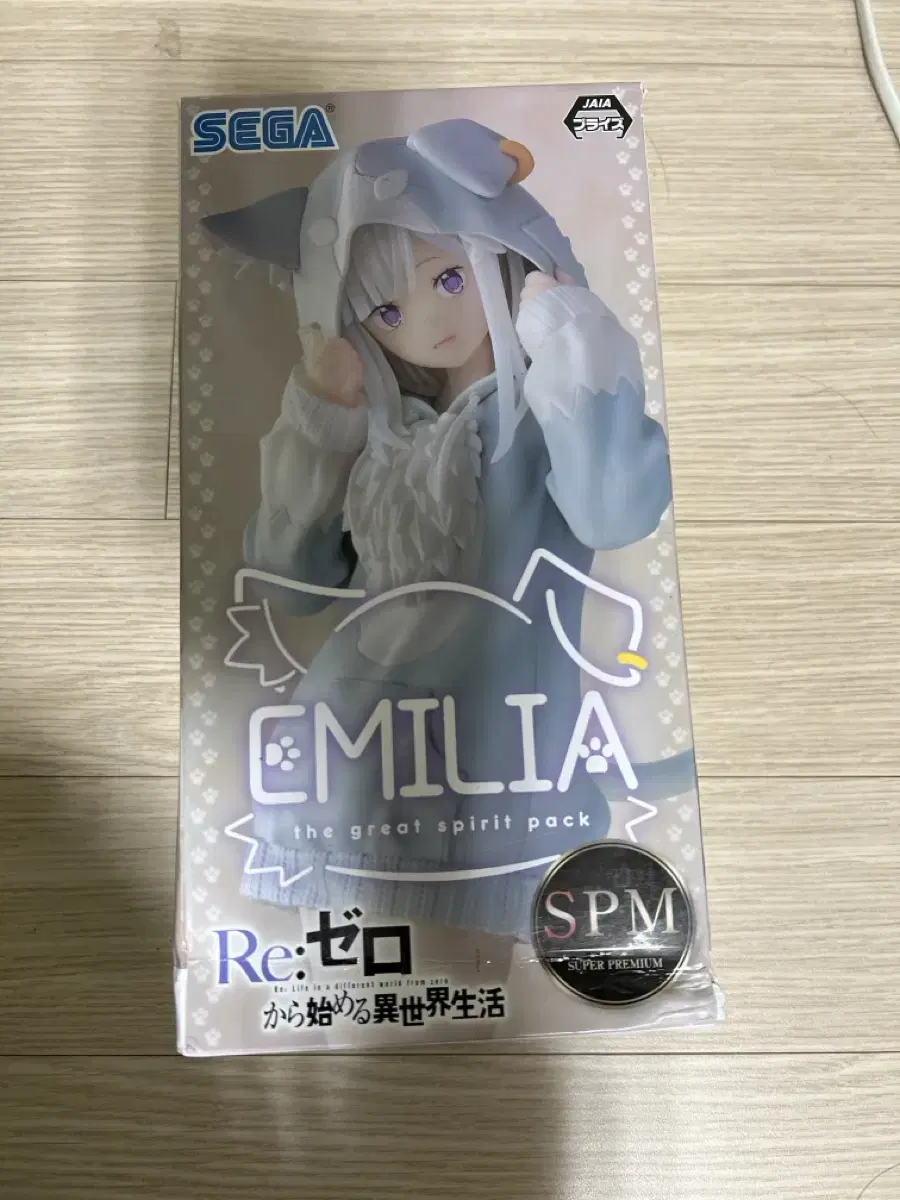 SEGA®
JAIA
プライズ
EMILIA
the great spirit pack
SPM
SUPER PREMIUM
Re:ゼロ
Re: Life in a different world from zero
から始める異世界生活